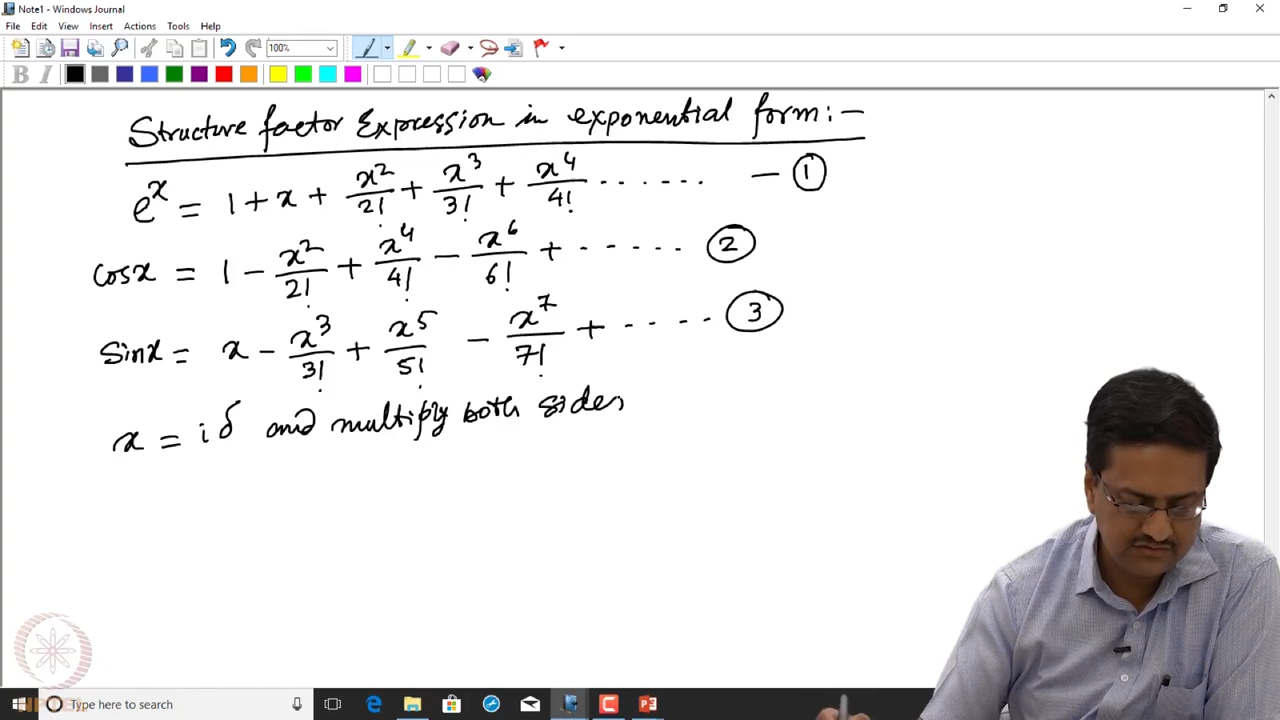 Note1 - Windows Journal
File Edit View Insert Actions Tools Help
100%
B I
Structure factor Expression in exponential form:-
e^x = 1 + x + x^2/2! + x^3/3! + x^4/4! ....... - ①
cosx = 1 - x^2/2! + x^4/4! - x^6/6! + ...... ②
Sinx = x - x^3/3! + x^5/5! - x^7/7! + ..... ③
x = iδ and multiply both sides
Type here to search